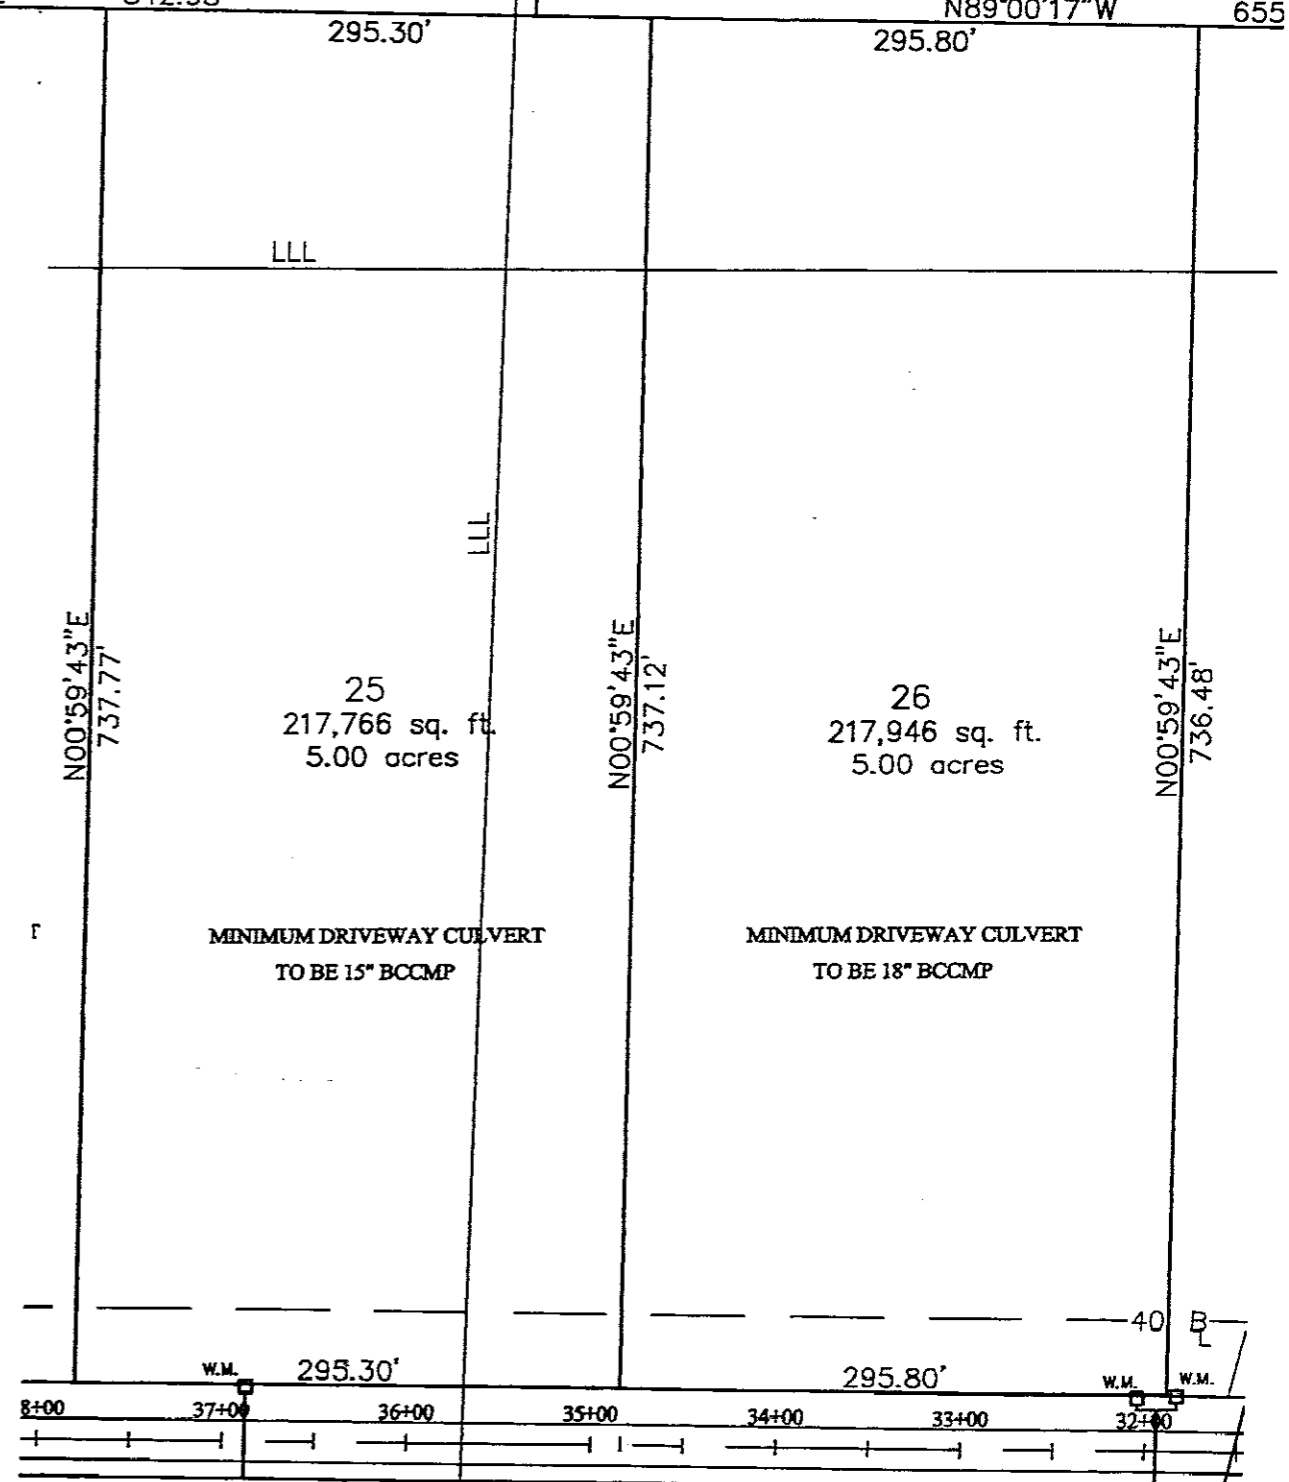 N89°00'17"W
655
295.30'
295.80'
LLL
LLL
N00°59'43"E
737.77'
N00°59'43"E
737.12'
N00°59'43"E
736.48'
25
217,766 sq. ft.
5.00 acres
26
217,946 sq. ft.
5.00 acres
MINIMUM DRIVEWAY CULVERT
TO BE 15" BCCMP
MINIMUM DRIVEWAY CULVERT
TO BE 18" BCCMP
40 BL
W.M.
295.30'
295.80'
W.M.
W.M.
8+00 37+00 36+00 35+00 34+00 33+00 32+00